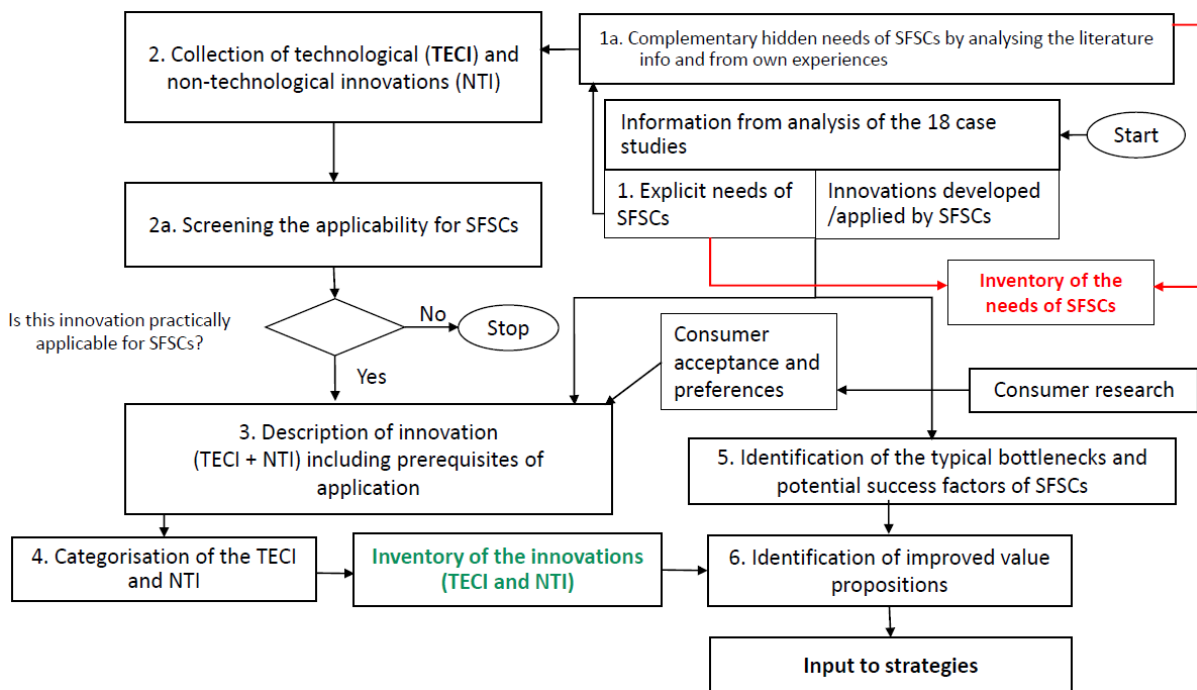 2. Collection of technological (TECI) and
non-technological innovations (NTI)
1a. Complementary hidden needs of SFSCs by analysing the literature
info and from own experiences
Information from analysis of the 18 case
studies
Start
1. Explicit needs of
SFSCs
Innovations developed
/applied by SFSCs
2a. Screening the applicability for SFSCs
Inventory of the
needs of SFSCs
Is this innovation practically
applicable for SFSCs?
No
Stop
Yes
Consumer
acceptance and
preferences
Consumer research
3. Description of innovation
(TECI + NTI) including prerequisites of
application
5. Identification of the typical bottlenecks and
potential success factors of SFSCs
4. Categorisation of the TECI
and NTI
Inventory of the innovations
(TECI and NTI)
6. Identification of improved value
propositions
Input to strategies